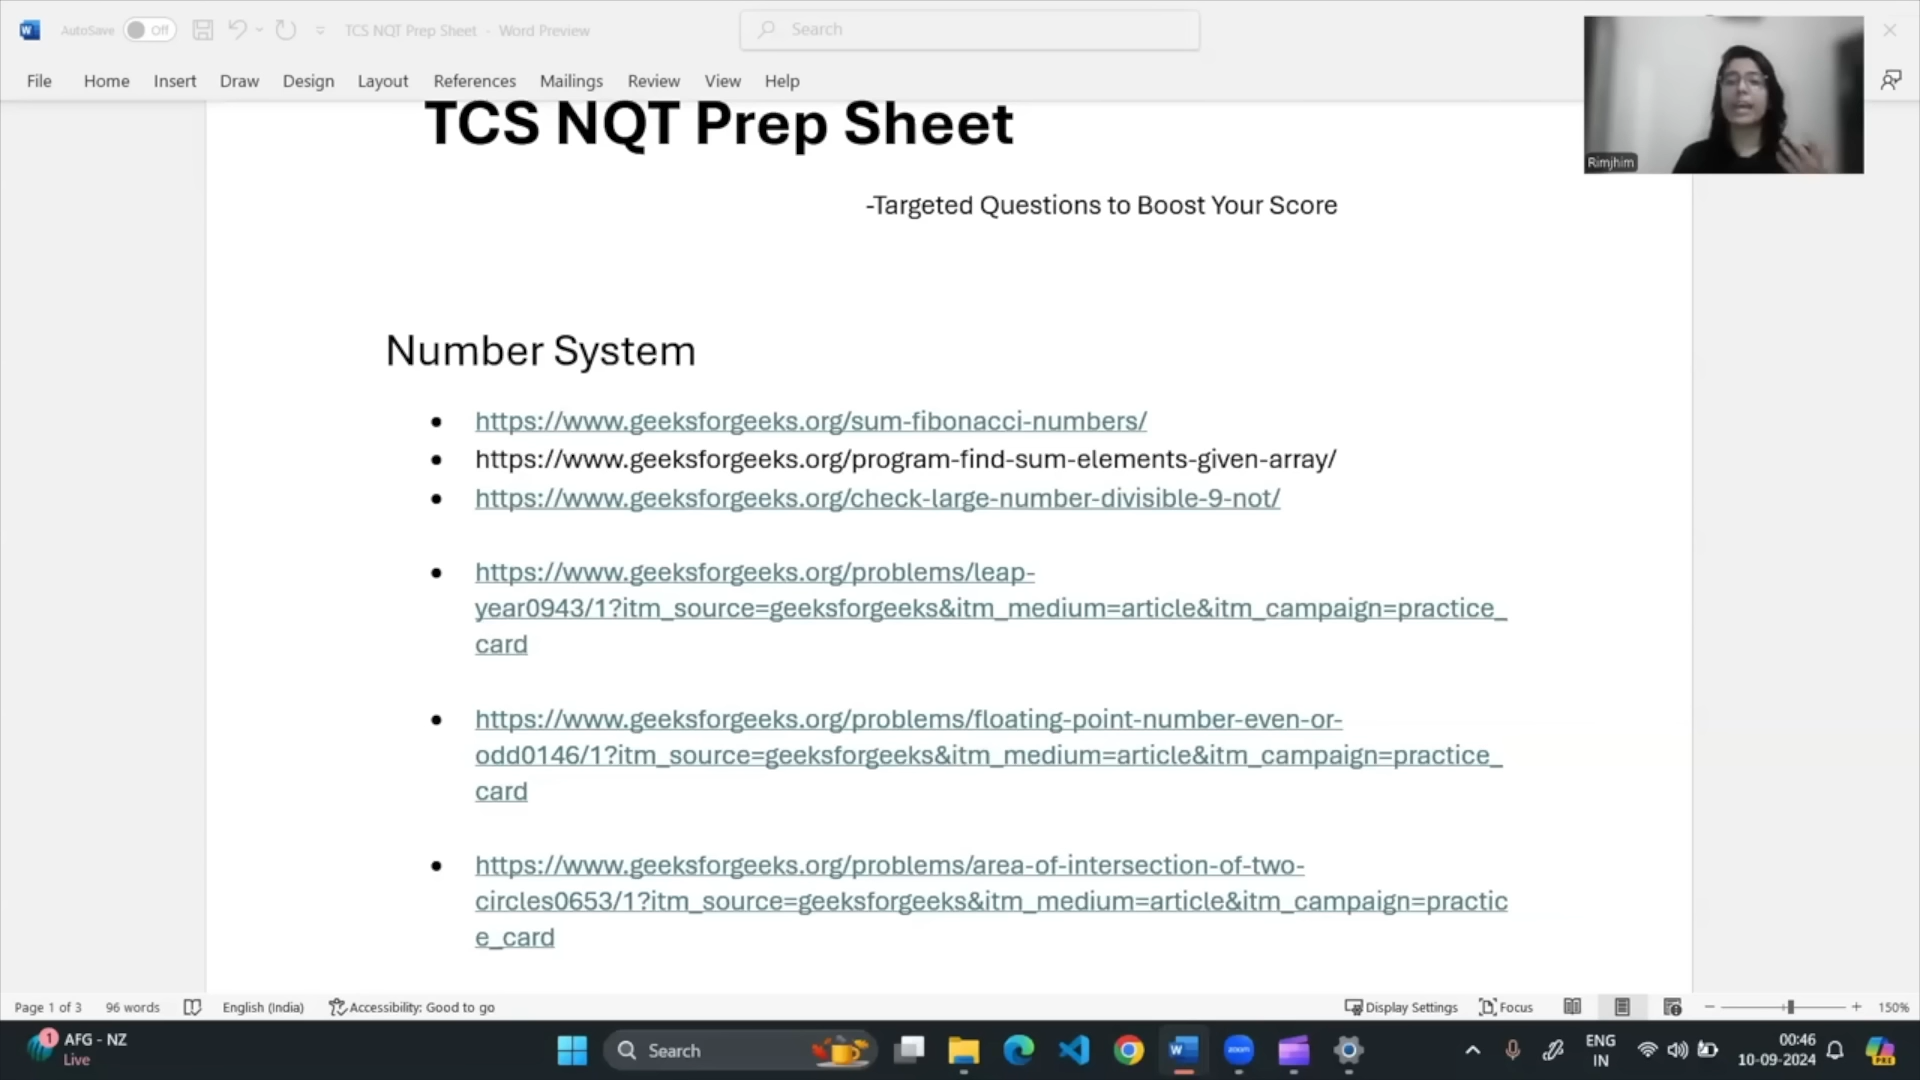 AutoSave Off TCS NQT Prep Sheet - Word Preview Search
File Home Insert Draw Design Layout References Mailings Review View Help
Rimjhim
TCS NQT Prep Sheet
-Targeted Questions to Boost Your Score
Number System
https://www.geeksforgeeks.org/sum-fibonacci-numbers/
https://www.geeksforgeeks.org/program-find-sum-elements-given-array/
https://www.geeksforgeeks.org/check-large-number-divisible-9-not/
https://www.geeksforgeeks.org/problems/leap-
year0943/1?itm_source=geeksforgeeks&itm_medium=article&itm_campaign=practice_
card
https://www.geeksforgeeks.org/problems/floating-point-number-even-or-
odd0146/1?itm_source=geeksforgeeks&itm_medium=article&itm_campaign=practice_
card
https://www.geeksforgeeks.org/problems/area-of-intersection-of-two-
circles0653/1?itm_source=geeksforgeeks&itm_medium=article&itm_campaign=practic
e_card
Page 1 of 3 96 words English (India) Accessibility: Good to go Display Settings Focus 150%
1 AFG - NZ
Live
Search
zoom
ENG
IN
00:46
10-09-2024
PRE